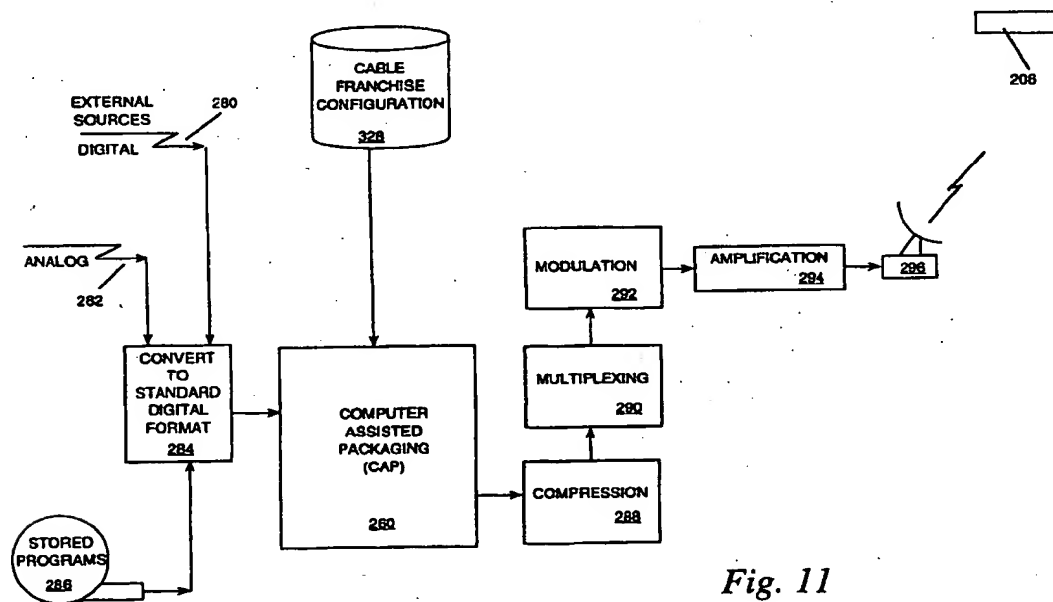 206
CABLE
FRANCHISE
CONFIGURATION
328
EXTERNAL
SOURCES
280
DIGITAL
ANALOG
282
CONVERT
TO
STANDARD
DIGITAL
FORMAT
284
STORED
PROGRAMS
286
COMPUTER
ASSISTED
PACKAGING
(CAP)
260
COMPRESSION
288
MULTIPLEXING
290
MODULATION
292
AMPLIFICATION
294
296
Fig. 11